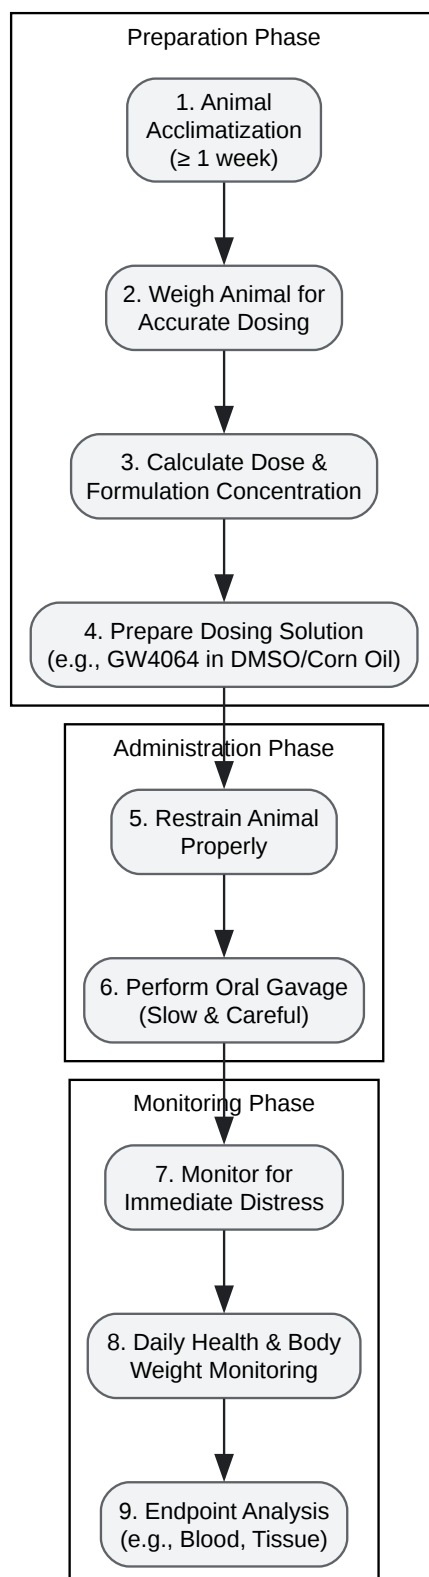 Preparation Phase
1. Animal
Acclimatization
(≥ 1 week)
2. Weigh Animal for
Accurate Dosing
3. Calculate Dose &
Formulation Concentration
4. Prepare Dosing Solution
(e.g., GW4064 in DMSO/Corn Oil)
Administration Phase
5. Restrain Animal
Properly
6. Perform Oral Gavage
(Slow & Careful)
Monitoring Phase
7. Monitor for
Immediate Distress
8. Daily Health & Body
Weight Monitoring
9. Endpoint Analysis
(e.g., Blood, Tissue)